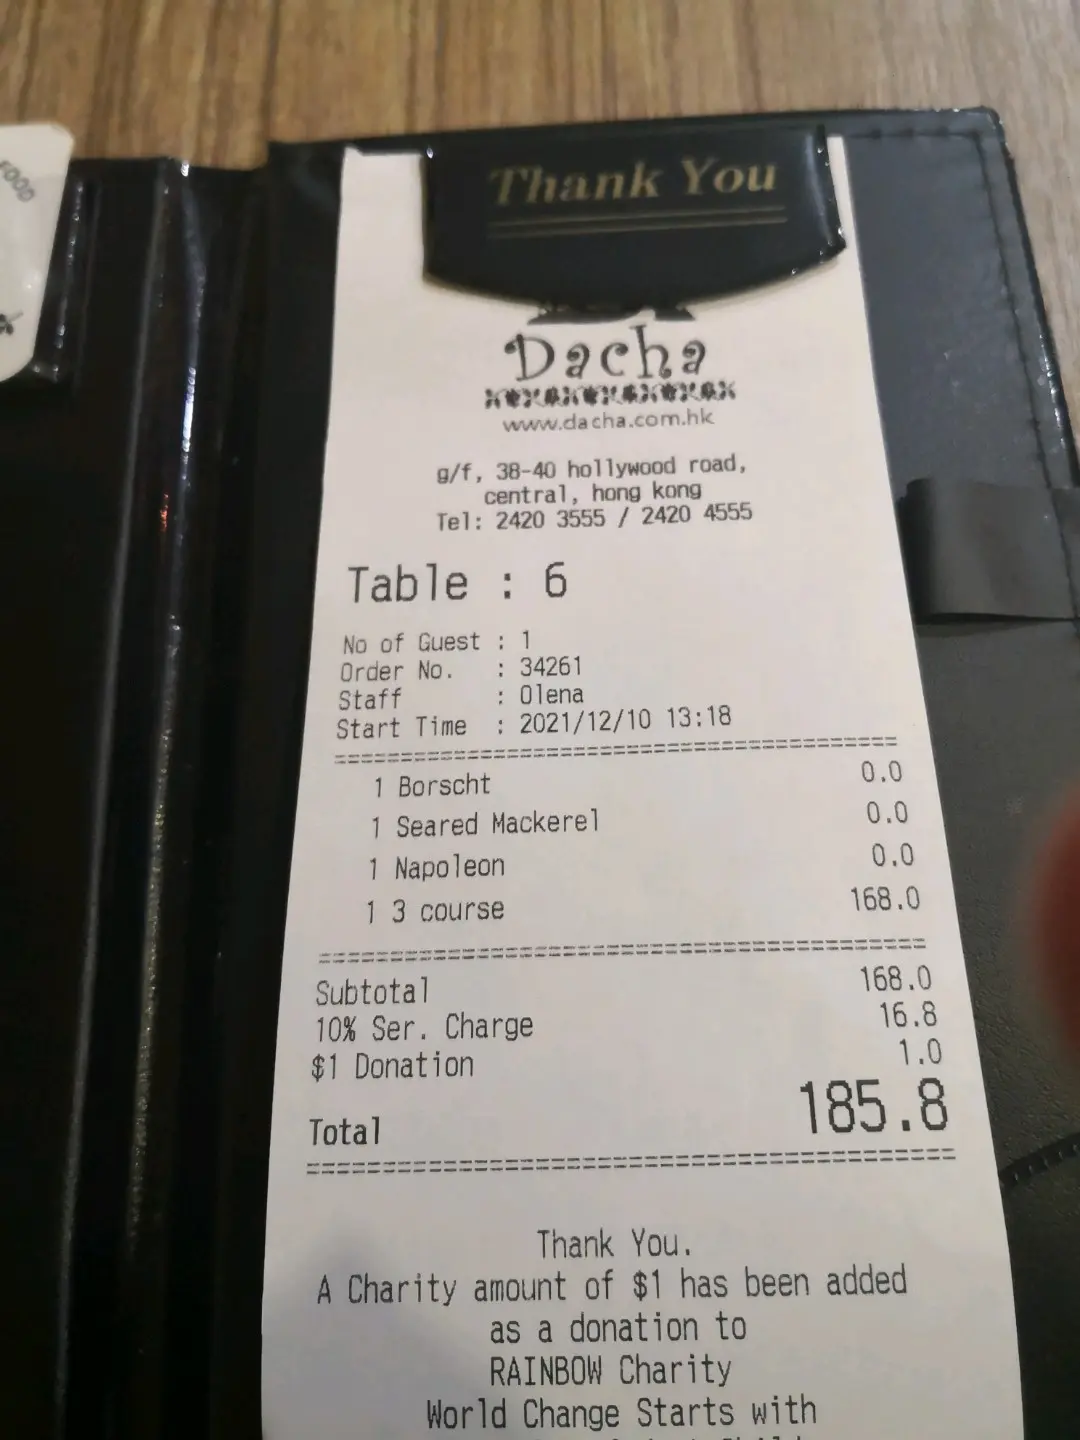 FOOD
Thank You
Dacha
www.dacha.com.hk
g/f, 38-40 hollywood road,
central, hong kong
Tel: 2420 3555 / 2420 4555
Table : 6
No of Guest : 1
Order No. : 34261
Staff : Olena
Start Time : 2021/12/10 13:18
1 Borscht 0.0
1 Seared Mackerel 0.0
1 Napoleon 0.0
1 3 course 168.0
Subtotal 168.0
10% Ser. Charge 16.8
$1 Donation 1.0
Total 185.8
Thank You.
A Charity amount of $1 has been added
as a donation to
RAINBOW Charity
World Change Starts with